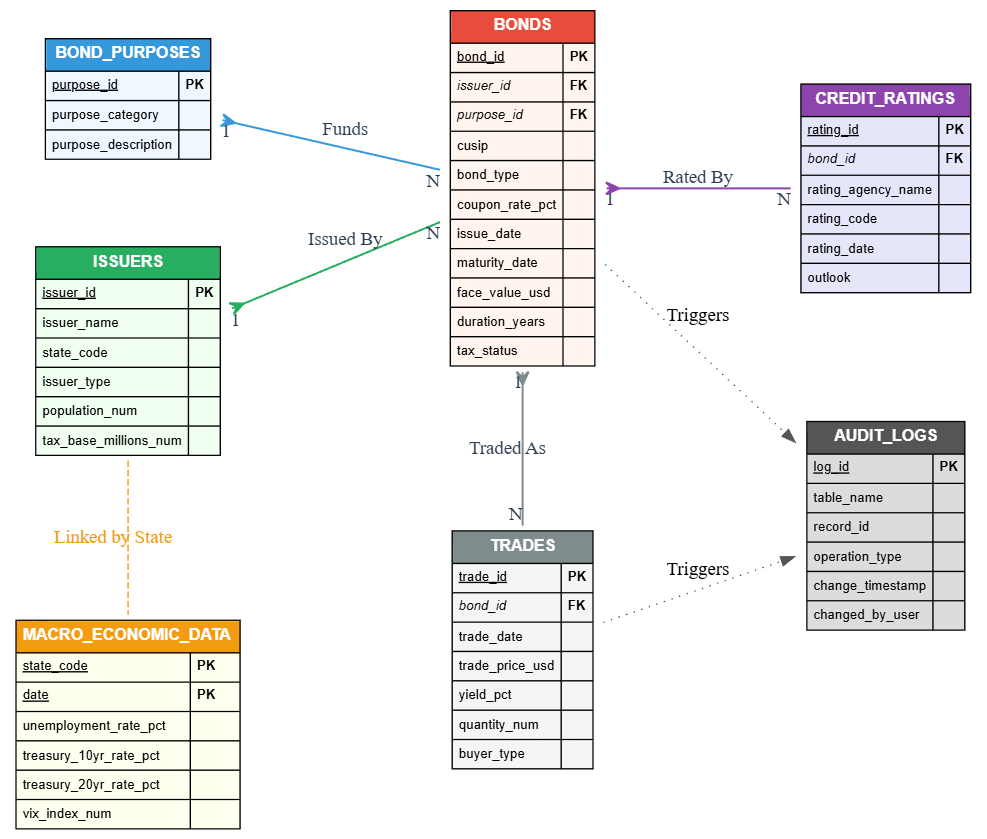 BOND_PURPOSES
purpose_id PK
purpose_category
purpose_description
Funds
1
N
BONDS
bond_id PK
issuer_id FK
purpose_id FK
cusip
bond_type
coupon_rate_pct
issue_date
maturity_date
face_value_usd
duration_years
tax_status
CREDIT_RATINGS
rating_id PK
bond_id FK
rating_agency_name
rating_code
rating_date
outlook
Rated By
1
N
Issued By
N
1
ISSUERS
issuer_id PK
issuer_name
state_code
issuer_type
population_num
tax_base_millions_num
Triggers
1
Traded As
N
AUDIT_LOGS
log_id PK
table_name
record_id
operation_type
change_timestamp
changed_by_user
Linked by State
TRADES
trade_id PK
bond_id FK
trade_date
trade_price_usd
yield_pct
quantity_num
buyer_type
Triggers
MACRO_ECONOMIC_DATA
state_code PK
date PK
unemployment_rate_pct
treasury_10yr_rate_pct
treasury_20yr_rate_pct
vix_index_num